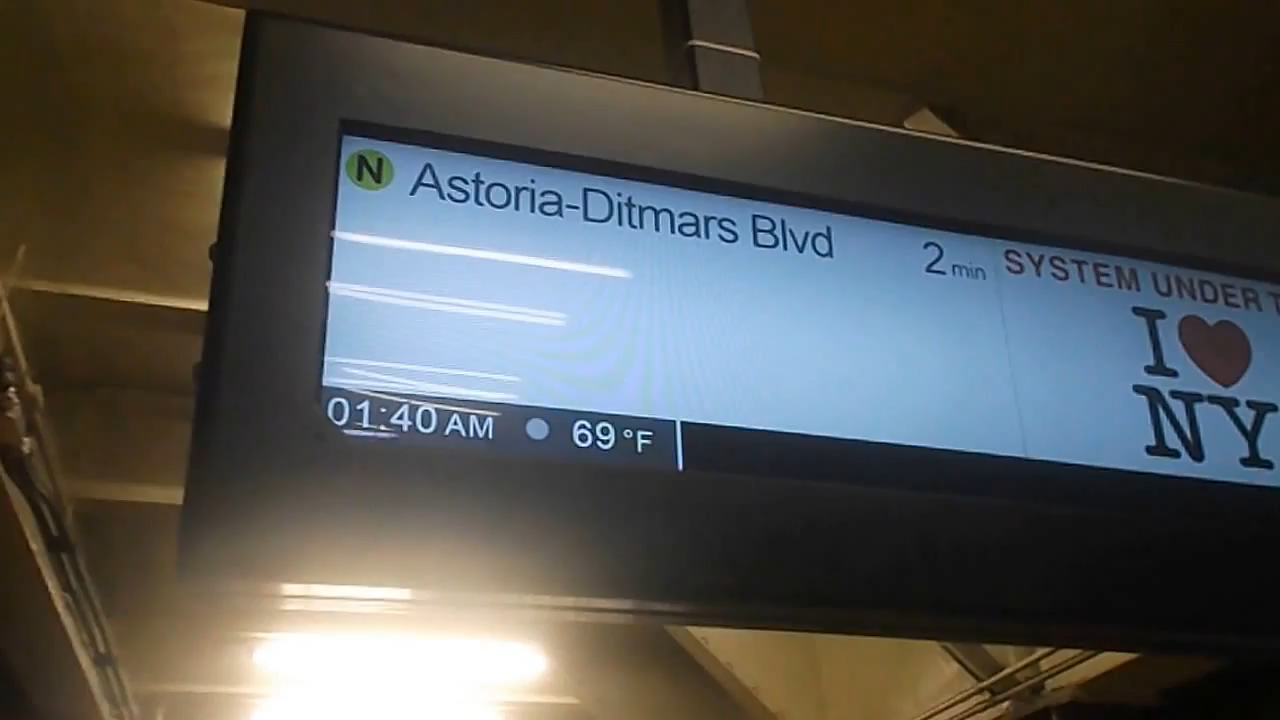 N Astoria-Ditmars Blvd 2 min
SYSTEM UNDER
I ❤
NY
01:40 AM 69 °F